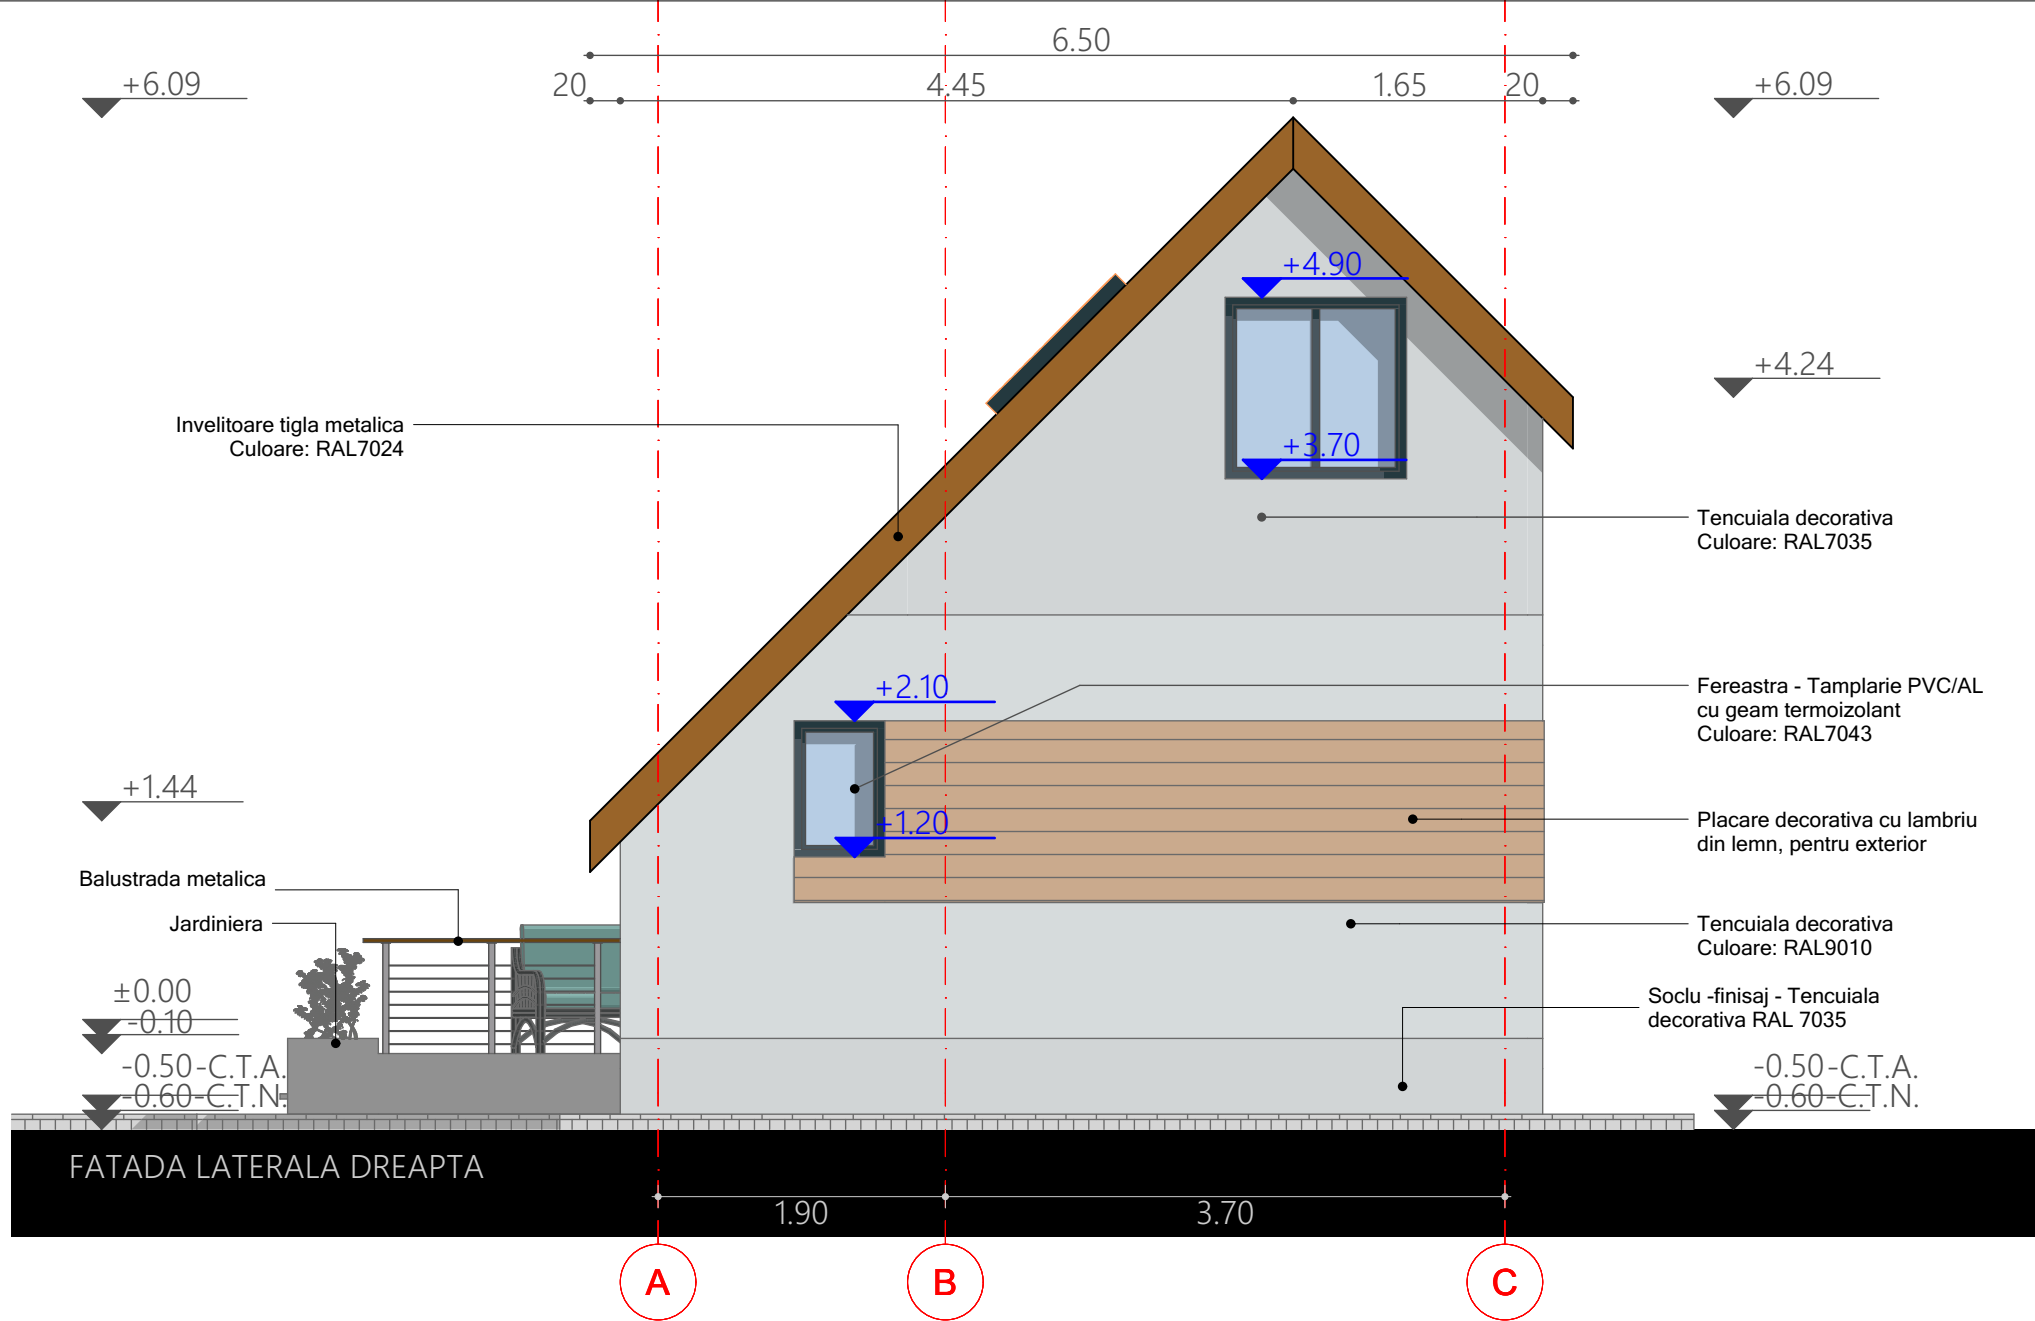 6.50
20 4.45 1.65 20
+6.09 +6.09
+4.90
+4.24
Invelitoare tigla metalica
Culoare: RAL7024
+3.70
Tencuiala decorativa
Culoare: RAL7035
+2.10
Fereastra - Tamplarie PVC/AL
cu geam termoizolant
Culoare: RAL7043
+1.44
+1.20
Placare decorativa cu lambriu
din lemn, pentru exterior
Balustrada metalica
Jardiniera
Tencuiala decorativa
Culoare: RAL9010
±0.00
-0.10
Soclu -finisaj - Tencuiala
decorativa RAL 7035
-0.50-C.T.A. -0.50-C.T.A.
-0.60-C.T.N. -0.60-C.T.N.
FATADA LATERALA DREAPTA
1.90 3.70
A B C